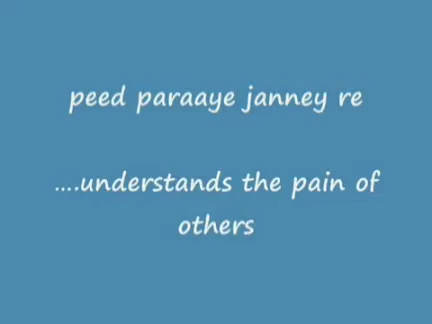 peed paraaye janney re
....understands the pain of
others